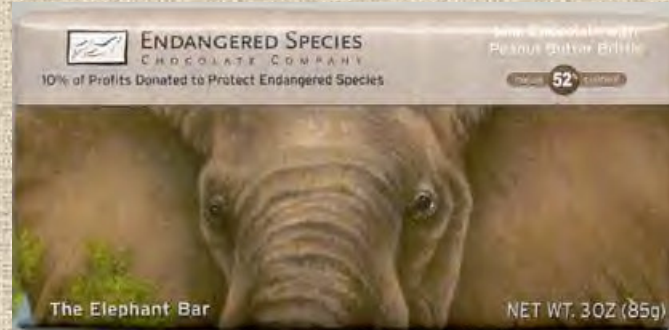 ENDANGERED SPECIES
CHOCOLATE COMPANY
10% of Profits Donated to Protect Endangered Species
with
Peanut Butter Brittle
52%
The Elephant Bar
NET WT. 3OZ (85g)